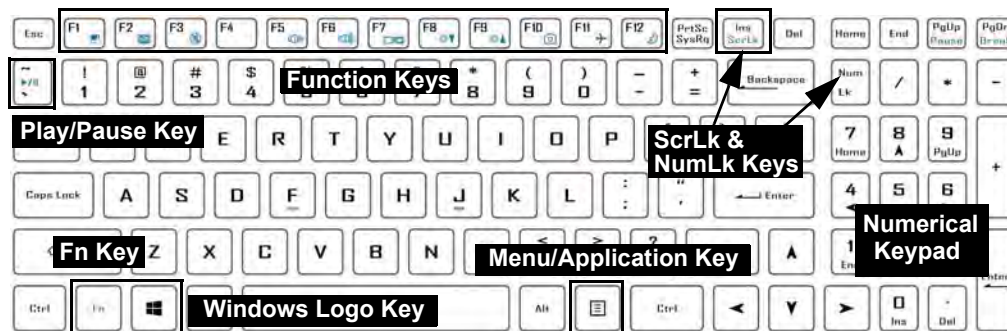 Esc F1 F2 F3 F4 F5 F6 F7 F8 F9 F10 F11 F12 PrtSc Ins Del Home End PgUp PgDn
SysRq ScrLk Pause
~ ! @ # $ * ( ) _ + Backspace Num / * -
` 1 2 3 4 8 9 0 - = Lk
Function Keys
Play/Pause Key E R T Y U I O P ScrLk &
NumLk Keys
7 8 9 +
Home PgUp
Caps Lock A S D F G H J K L : " Enter 4 5 6
; '
Fn Key Z X C V B N < > ? 1 Numerical
Keypad
Menu/Application Key End Enter
Ctrl Fn Windows Logo Key Alt Ctrl 0 .
Ins Del